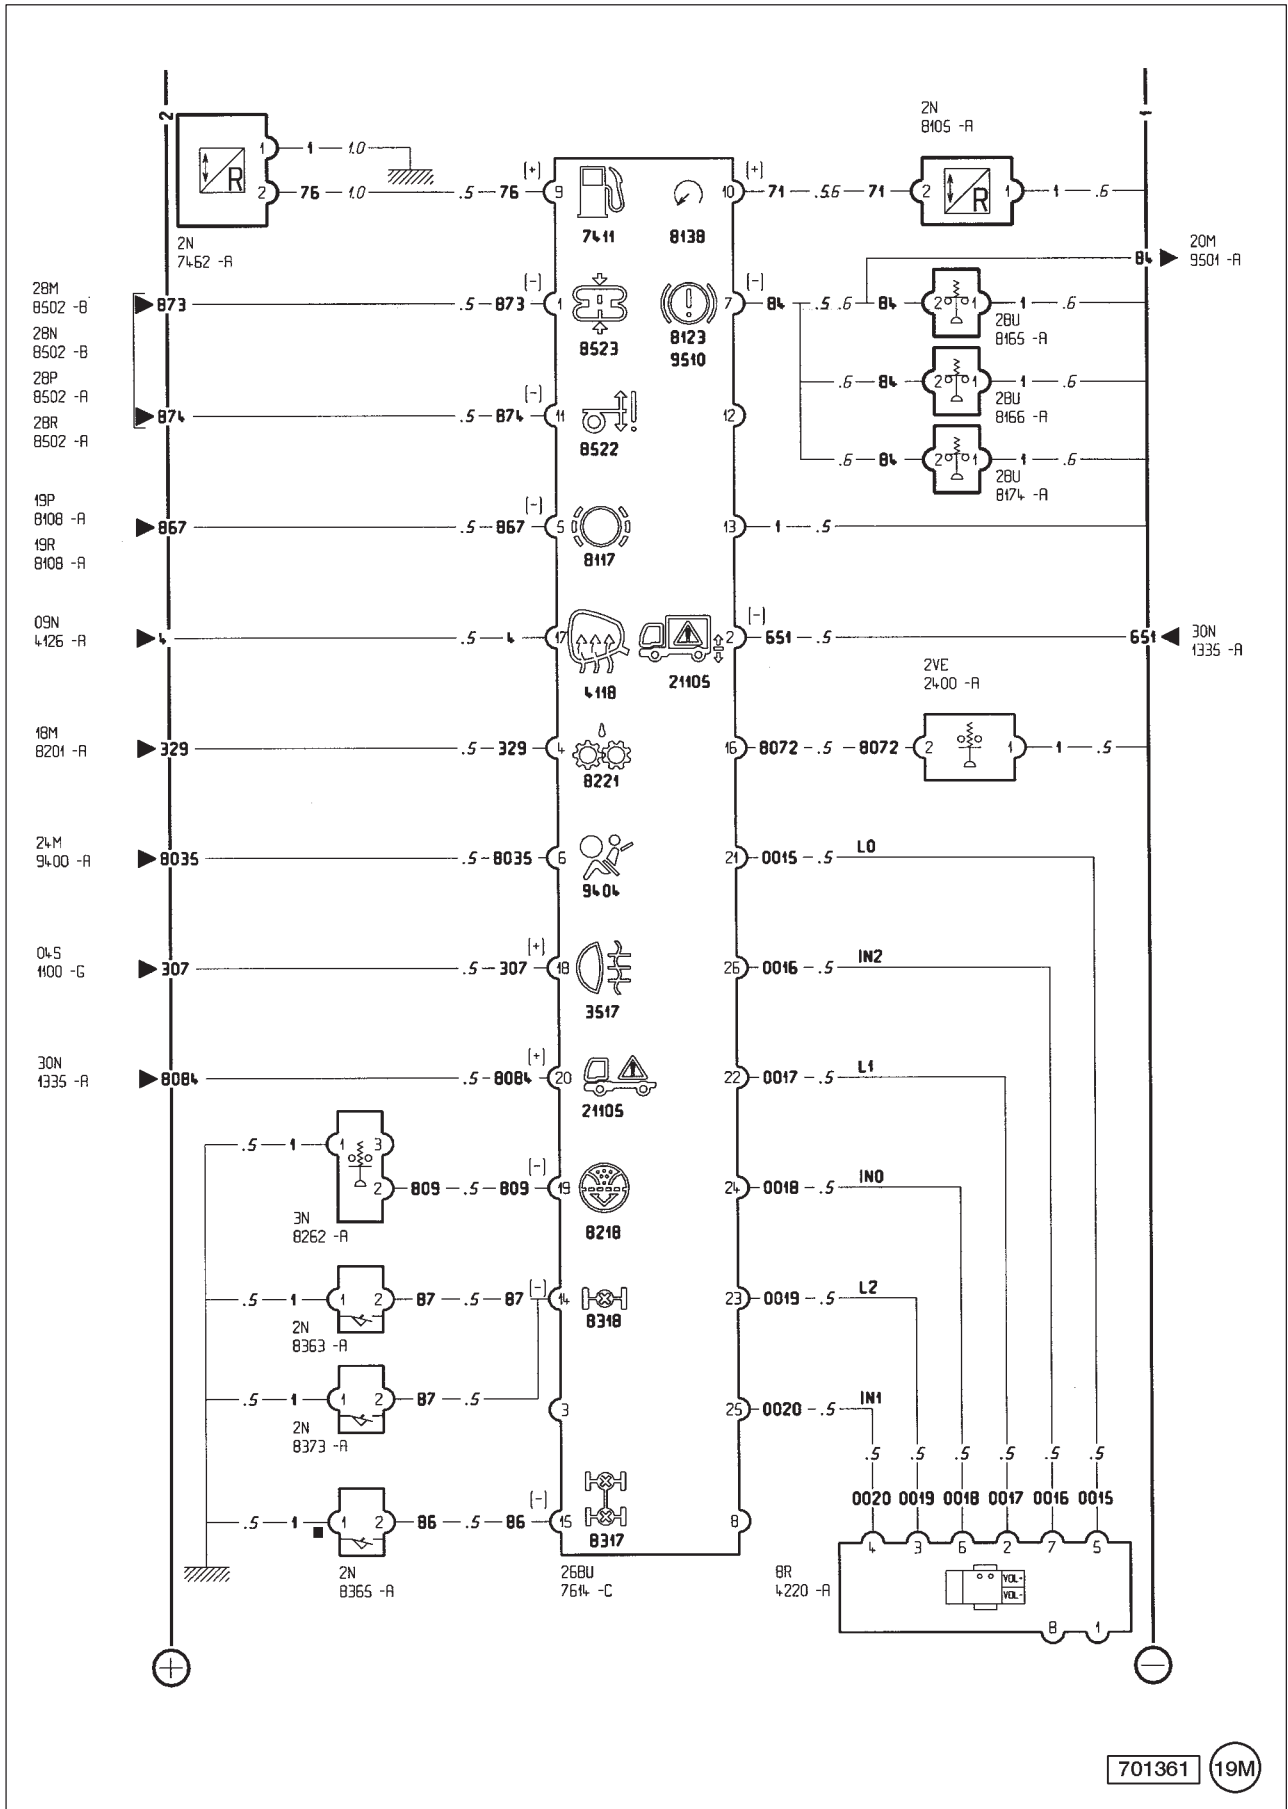 2
1
1 1 1.0
2 76 1.0 .5 76 [+] 9
R
2N
7462 -A
7411
8138
[+]
10 71 .5 .6 71 2 R 1 1 .6
2N
8105 -A
84 20M
9501 -A
28M
8502 -B
28N
8502 -B
28P
8502 -A
28R
8502 -A
873 .5 873 [-] 1
8523
[-]
7 84 .5 .6 84 2 1 1 .6
8123
9510
2BU
8165 -A
.6 84 2 1 1 .6
2BU
8166 -A
874 .5 874 [-] 11
8522
12
.6 84 2 1 1 .6
2BU
8174 -A
19P
8108 -A
19R
8108 -A
867 .5 867 [-] 5
8117
13 1 .5
09N
4126 -A
4 .5 4 17
4118
21105
[-]
2 651 .5 651
30N
1335 -A
2VE
2400 -A
18M
8201 -A
329 .5 329 4
8221
16 8072 .5 8072 2 1 1 .5
24M
9400 -A
8035 .5 8035 6
9404
21 0015 .5 L0
04S
1100 -G
307 .5 307 [+] 18
3517
26 0016 .5 IN2
30N
1335 -A
8084 .5 8084 [+] 20
21105
22 0017 .5 L1
.5 1 1 3
2 809 .5 809 [-] 19
3N
8262 -A
8218
24 0018 .5 IN0
.5 1 1 2 87 .5 87 [-] 14
2N
8363 -A
8318
23 0019 .5 L2
.5 1 1 2 87 .5
2N
8373 -A
3
25 0020 .5 IN1
.5 .5 .5 .5 .5 .5
0020 0019 0018 0017 0016 0015
.5 1 1 2 86 .5 86 [-] 15
2N
8365 -A
8317
8
26BU
7614 -C
4 3 6 2 7 5
8R
4220 -A
VOL-
VOL-
8 1
+
−
701361
19M